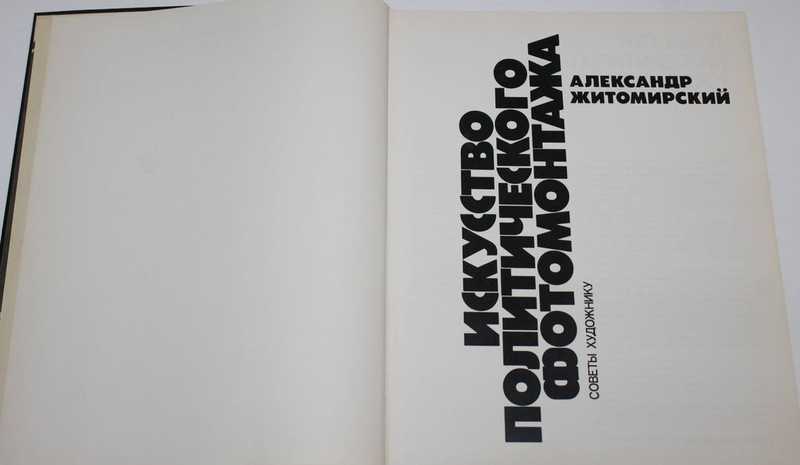 АЛЕКСАНДР
ЖИТОМИРСКИЙ
ИСКУССТВО
ПОЛИТИЧЕСКОГО
ФОТОМОНТАЖА
СОВЕТЫ ХУДОЖНИКУ